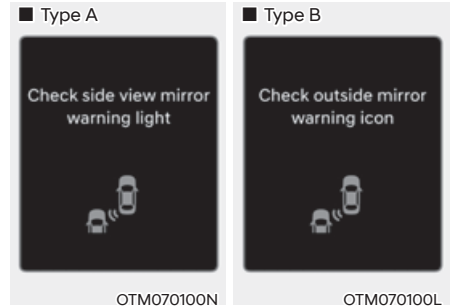 ■ Type A
Check side view mirror
warning light
OTM070100N
■ Type B
Check outside mirror
warning icon
OTM070100L